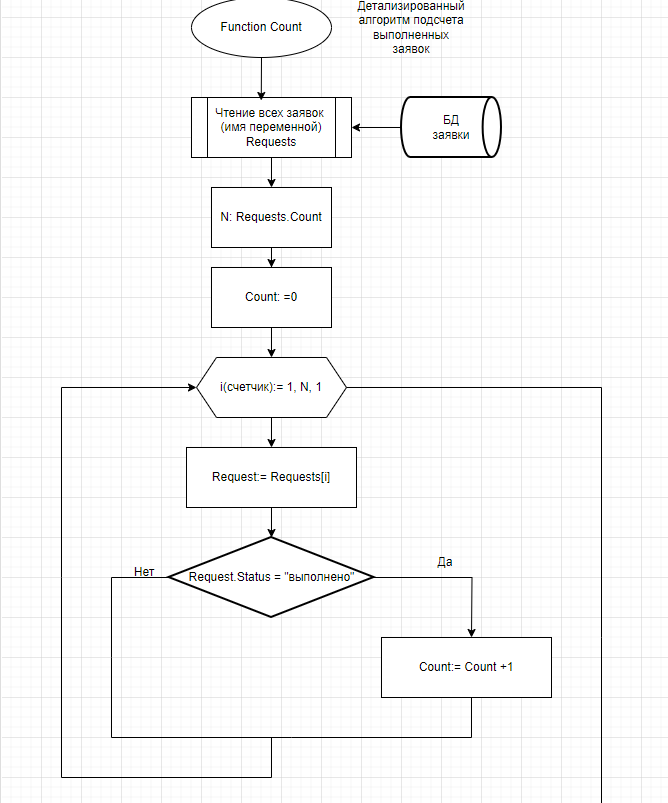 Детализированный
алгоритм подсчета
выполненных
заявок
Function Count
Чтение всех заявок
(имя переменной)
Requests
БД
заявки
N: Requests.Count
Count: =0
i(счетчик):= 1, N, 1
Request:= Requests[i]
Нет
Request.Status = "выполнено"
Да
Count:= Count +1